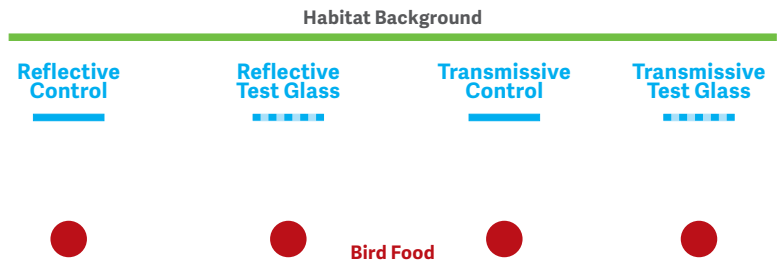 Habitat Background
Reflective
Control
Reflective
Test Glass
Transmissive
Control
Transmissive
Test Glass
Bird Food